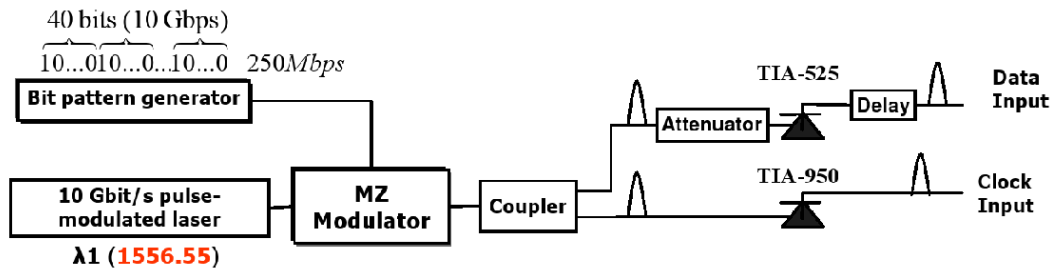 40 bits (10 Gbps)
10...010...0...10...0 250Mbps
Bit pattern generator
10 Gbit/s pulse-
modulated laser
λ1 (1556.55)
MZ
Modulator
Coupler
Attenuator
TIA-525
Delay
Data
Input
TIA-950
Clock
Input